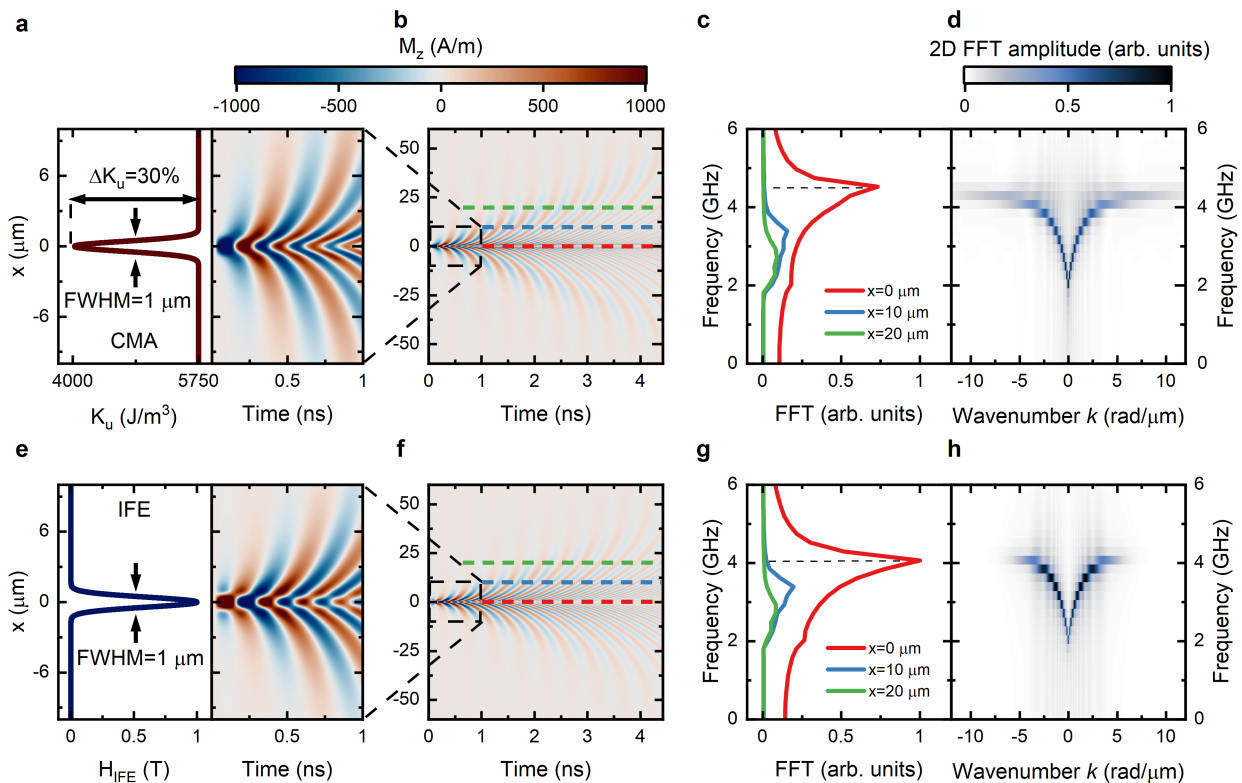 a
b
c
d
M_z (A/m)
-1000
-500
0
500
1000
2D FFT amplitude (arb. units)
0
0.5
1
x (μm)
9
0
-6
ΔK_u=30%
FWHM=1 μm
CMA
4000
5750
K_u (J/m³)
0.5
1
Time (ns)
50
25
0
-25
-50
0
1
2
3
4
Time (ns)
Frequency (GHz)
6
4
2
0
x=0 μm
x=10 μm
x=20 μm
0
0.5
1
FFT (arb. units)
-10
-5
0
5
10
Wavenumber k (rad/μm)
6
4
2
0
Frequency (GHz)
e
f
g
h
x (μm)
9
0
-6
IFE
FWHM=1 μm
0
1
H_IFE (T)
0.5
1
Time (ns)
50
25
0
-25
-50
0
1
2
3
4
Time (ns)
Frequency (GHz)
6
4
2
0
x=0 μm
x=10 μm
x=20 μm
0
0.5
1
FFT (arb. units)
-10
-5
0
5
10
Wavenumber k (rad/μm)
6
4
2
0
Frequency (GHz)